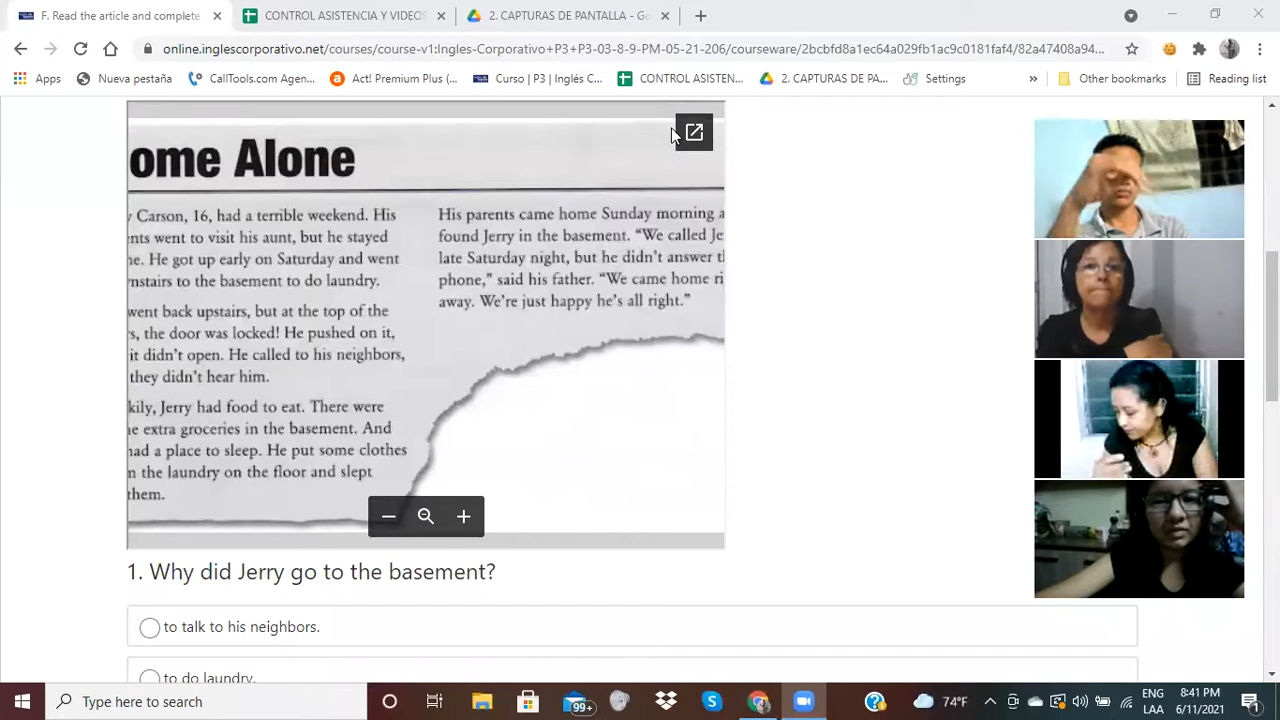 F. Read the article and complete
CONTROL ASISTENCIA Y VIDEOS
2. CAPTURAS DE PANTALLA - Go
online.inglescorporativo.net/courses/course-v1:Ingles-Corporativo+P3+P3-03-8-9-PM-05-21-206/courseware/2bcbfd8a1ec64a029fb1ac9c0181faf4/82a47408a94...
Apps
Nueva pestaña
CallTools.com Agen...
Act! Premium Plus (...
Curso | P3 | Inglés C...
CONTROL ASISTEN...
2. CAPTURAS DE PA...
Settings
»
Other bookmarks
Reading list
ome Alone
y Carson, 16, had a terrible weekend. His
nts went to visit his aunt, but he stayed
ne. He got up early on Saturday and went
nstairs to the basement to do laundry.
went back upstairs, but at the top of the
s, the door was locked! He pushed on it,
it didn't open. He called to his neighbors,
they didn't hear him.
kily, Jerry had food to eat. There were
e extra groceries in the basement. And
had a place to sleep. He put some clothes
n the laundry on the floor and slept
them.
His parents came home Sunday morning a
found Jerry in the basement. "We called Je
late Saturday night, but he didn't answer t
phone," said his father. "We came home ri
away. We're just happy he's all right."
1. Why did Jerry go to the basement?
to talk to his neighbors.
to do laundry.
Type here to search
99+
74°F
ENG
LAA
8:41 PM
6/11/2021
1